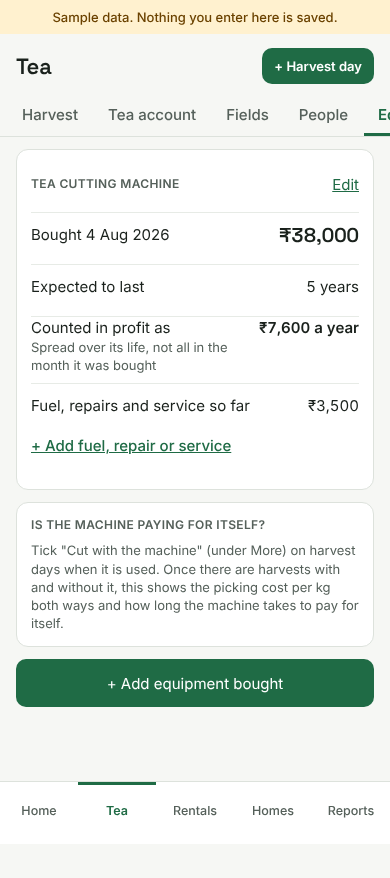 Sample data. Nothing you enter here is saved.
Tea
+ Harvest day
Harvest
Tea account
Fields
People
TEA CUTTING MACHINE
Edit
Bought 4 Aug 2026
₹38,000
Expected to last
5 years
Counted in profit as
₹7,600 a year
Spread over its life, not all in the
month it was bought
Fuel, repairs and service so far
₹3,500
+ Add fuel, repair or service
IS THE MACHINE PAYING FOR ITSELF?
Tick "Cut with the machine" (under More) on harvest
days when it is used. Once there are harvests with
and without it, this shows the picking cost per kg
both ways and how long the machine takes to pay for
itself.
+ Add equipment bought
Home
Tea
Rentals
Homes
Reports